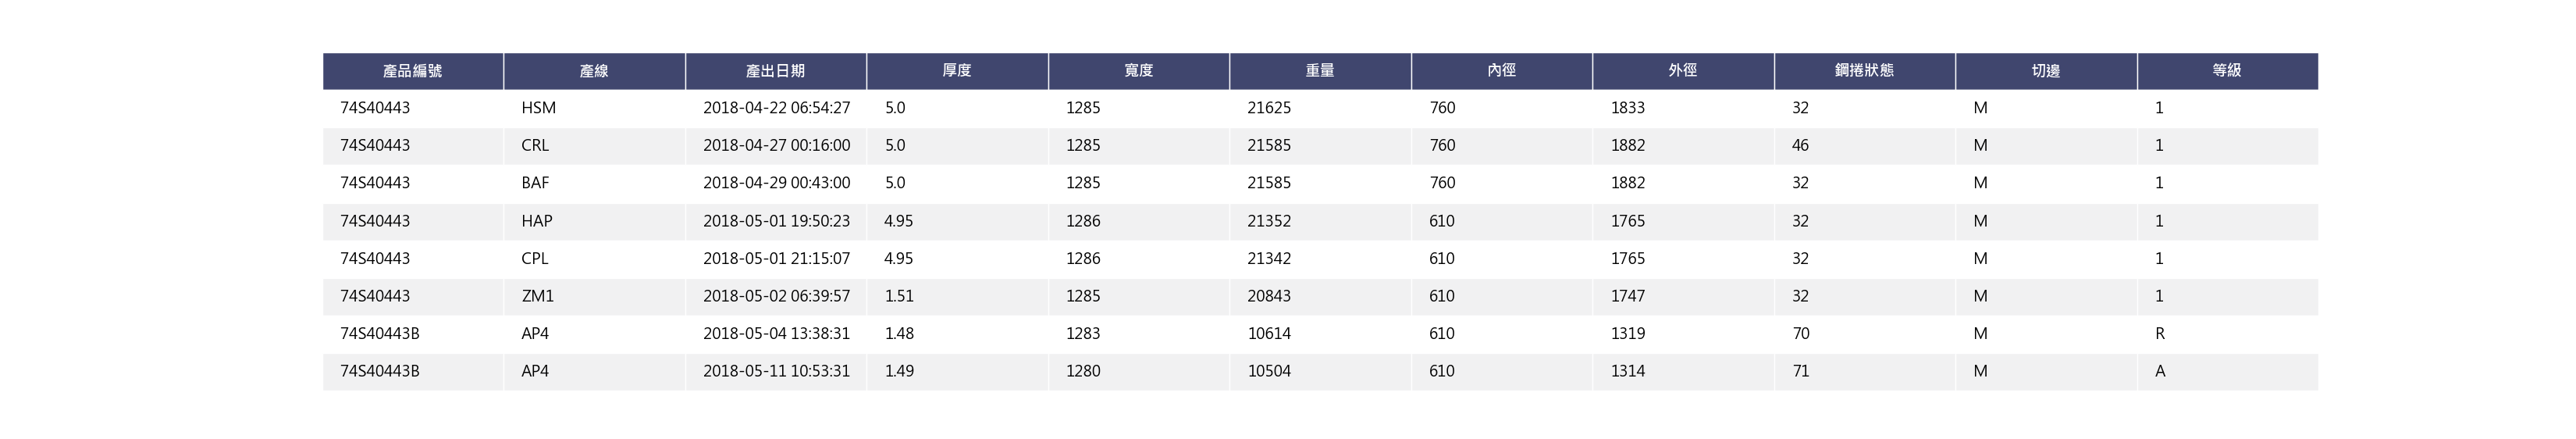 產品編號 產線 產出日期 厚度 寬度 重量 內徑 外徑 鋼捲狀態 切邊 等級
74S40443 HSM 2018-04-22 06:54:27 5.0 1285 21625 760 1833 32 M 1
74S40443 CRL 2018-04-27 00:16:00 5.0 1285 21585 760 1882 46 M 1
74S40443 BAF 2018-04-29 00:43:00 5.0 1285 21585 760 1882 32 M 1
74S40443 HAP 2018-05-01 19:50:23 4.95 1286 21352 610 1765 32 M 1
74S40443 CPL 2018-05-01 21:15:07 4.95 1286 21342 610 1765 32 M 1
74S40443 ZM1 2018-05-02 06:39:57 1.51 1285 20843 610 1747 32 M 1
74S40443B AP4 2018-05-04 13:38:31 1.48 1283 10614 610 1319 70 M R
74S40443B AP4 2018-05-11 10:53:31 1.49 1280 10504 610 1314 71 M A